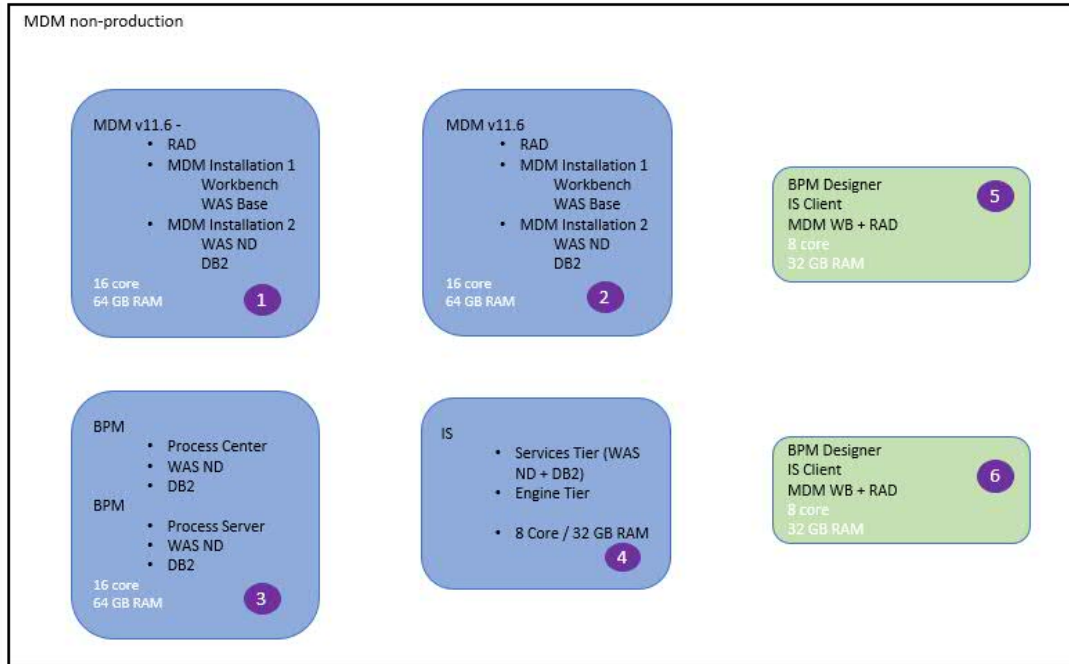 MDM non-production
MDM v11.6 -
• RAD
• MDM Installation 1
Workbench
WAS Base
• MDM Installation 2
WAS ND
DB2
16 core
64 GB RAM
1
MDM v11.6
• RAD
• MDM Installation 1
Workbench
WAS Base
• MDM Installation 2
WAS ND
DB2
16 core
64 GB RAM
2
BPM Designer
IS Client
MDM WB + RAD
8 core
32 GB RAM
5
BPM
• Process Center
• WAS ND
• DB2
BPM
• Process Server
• WAS ND
• DB2
16 core
64 GB RAM
3
IS
• Services Tier (WAS
ND + DB2)
• Engine Tier
• 8 Core / 32 GB RAM
4
BPM Designer
IS Client
MDM WB + RAD
8 core
32 GB RAM
6